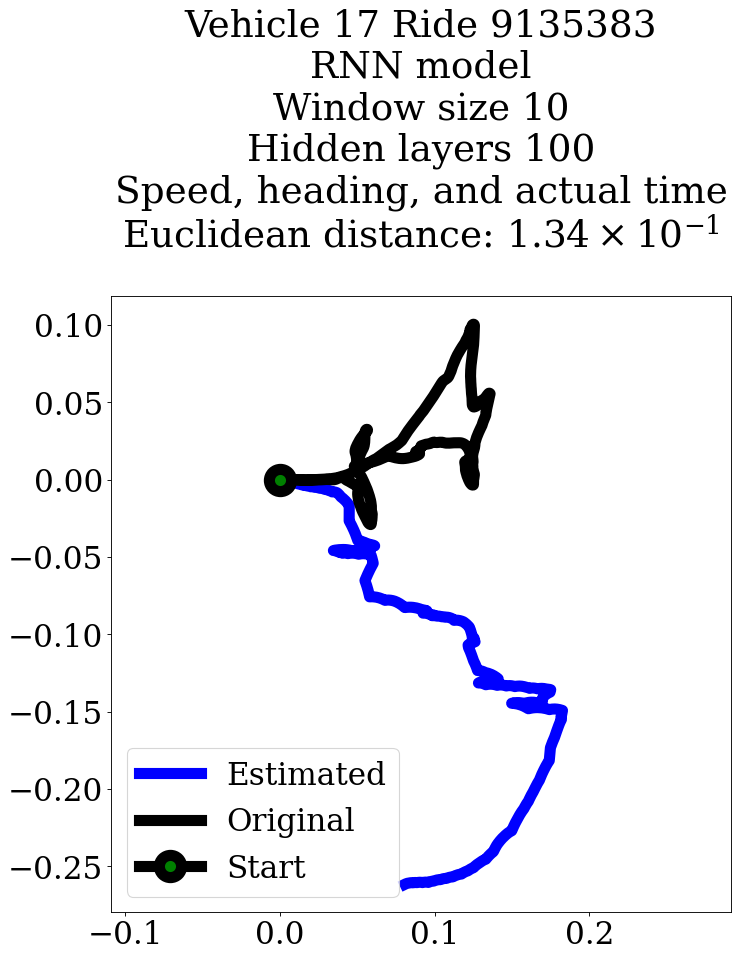 Vehicle 17 Ride 9135383
RNN model
Window size 10
Hidden layers 100
Speed, heading, and actual time
Euclidean distance: 1.34 × 10⁻¹
0.10
0.05
0.00
−0.05
−0.10
−0.15
−0.20
−0.25
Estimated
Original
Start
−0.1
0.0
0.1
0.2